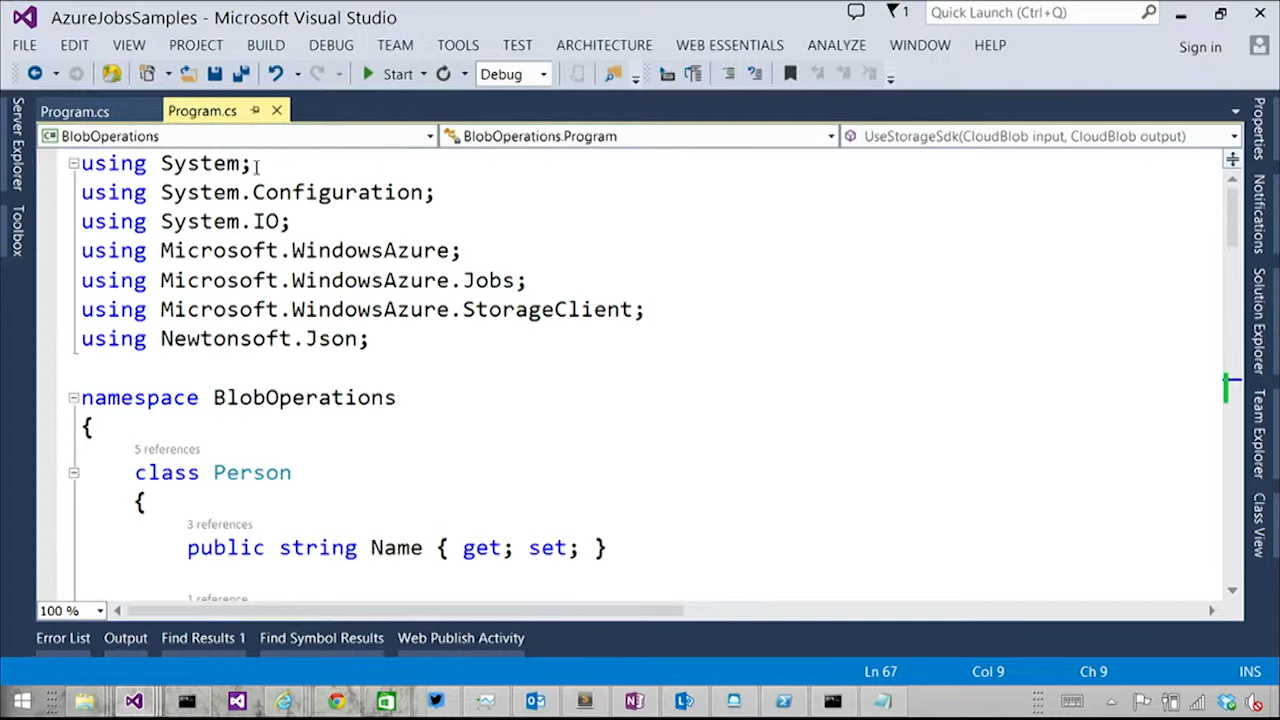 AzureJobsSamples - Microsoft Visual Studio
1
Quick Launch (Ctrl+Q)
FILE EDIT VIEW PROJECT BUILD DEBUG TEAM TOOLS TEST ARCHITECTURE WEB ESSENTIALS ANALYZE WINDOW HELP
Sign in
Start
Debug
Program.cs
Program.cs
BlobOperations
BlobOperations.Program
UseStorageSdk(CloudBlob input, CloudBlob output)
using System;
using System.Configuration;
using System.IO;
using Microsoft.WindowsAzure;
using Microsoft.WindowsAzure.Jobs;
using Microsoft.WindowsAzure.StorageClient;
using Newtonsoft.Json;
namespace BlobOperations
{
5 references
class Person
{
3 references
public string Name { get; set; }
1 reference
100 %
Server Explorer
Toolbox
Properties
Notifications
Solution Explorer
Team Explorer
Class View
Error List Output Find Results 1 Find Symbol Results Web Publish Activity
Ln 67 Col 9 Ch 9 INS